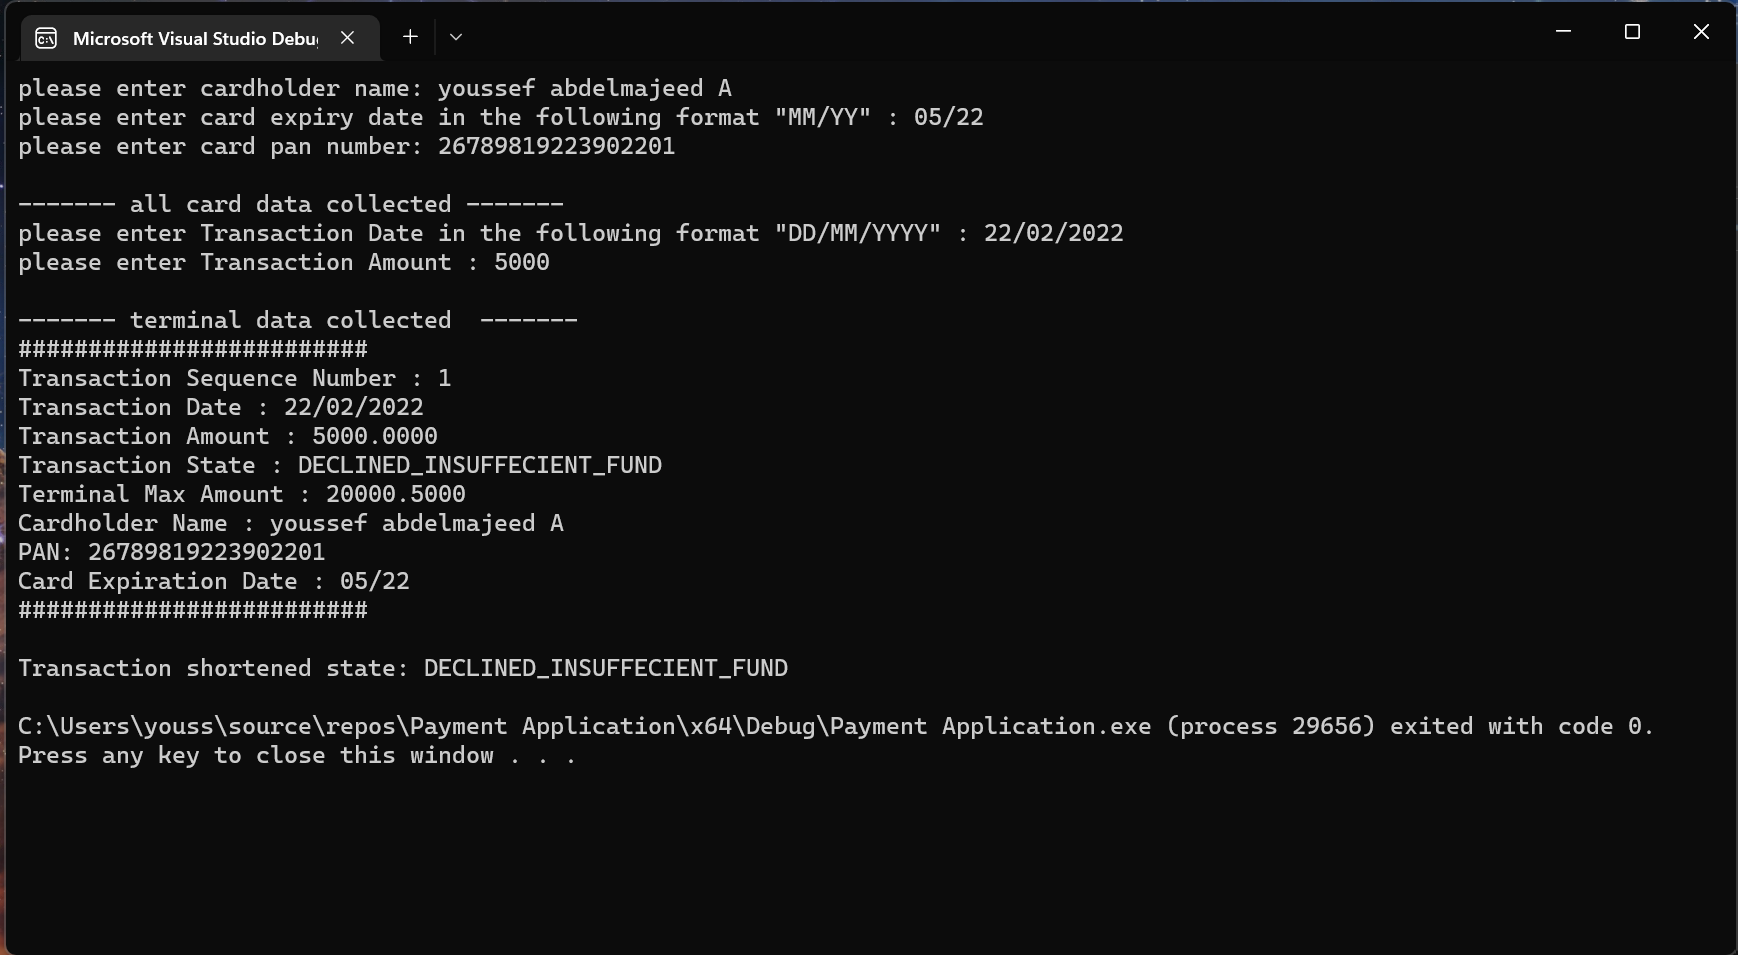 Microsoft Visual Studio Debu
please enter cardholder name: youssef abdelmajeed A
please enter card expiry date in the following format "MM/YY" : 05/22
please enter card pan number: 26789819223902201
------- all card data collected -------
please enter Transaction Date in the following format "DD/MM/YYYY" : 22/02/2022
please enter Transaction Amount : 5000
------- terminal data collected  -------
#########################
Transaction Sequence Number : 1
Transaction Date : 22/02/2022
Transaction Amount : 5000.0000
Transaction State : DECLINED_INSUFFECIENT_FUND
Terminal Max Amount : 20000.5000
Cardholder Name : youssef abdelmajeed A
PAN: 26789819223902201
Card Expiration Date : 05/22
#########################
Transaction shortened state: DECLINED_INSUFFECIENT_FUND
C:\Users\youss\source\repos\Payment Application\x64\Debug\Payment Application.exe (process 29656) exited with code 0.
Press any key to close this window . . .